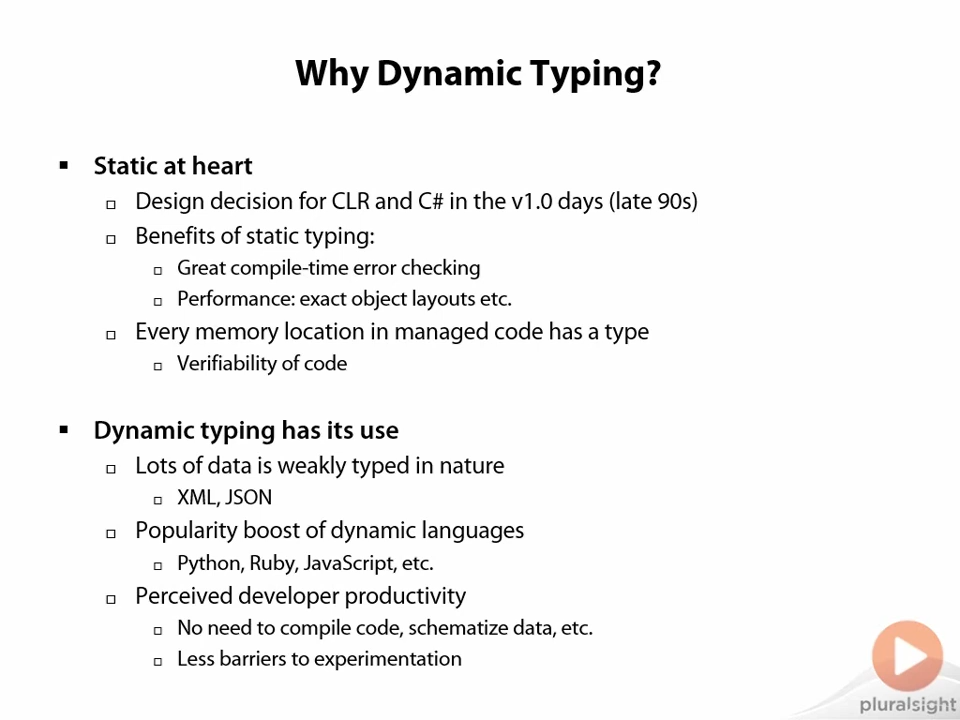 Why Dynamic Typing?
Static at heart
Design decision for CLR and C# in the v1.0 days (late 90s)
Benefits of static typing:
Great compile-time error checking
Performance: exact object layouts etc.
Every memory location in managed code has a type
Verifiability of code
Dynamic typing has its use
Lots of data is weakly typed in nature
XML, JSON
Popularity boost of dynamic languages
Python, Ruby, JavaScript, etc.
Perceived developer productivity
No need to compile code, schematize data, etc.
Less barriers to experimentation
pluralsight